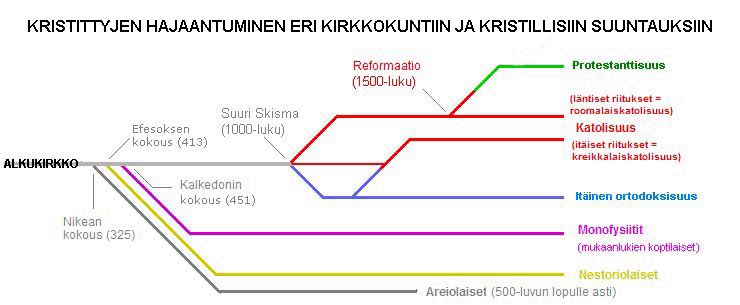 KRISTITTYJEN HAJAANTUMINEN ERI KIRKKOKUNTIIN JA KRISTILLISIIN SUUNTAUKSIIN
Reformaatio
(1500-luku)
Protestanttisuus
(läntiset riitukset =
roomalaiskatolisuus)
Katolisuus
(itäiset riitukset =
kreikkalaiskatolisuus)
Suuri Skisma
(1000-luku)
Efesoksen
kokous (413)
ALKUKIRKKO
Kalkedonin
kokous (451)
Itäinen ortodoksisuus
Nikean
kokous (325)
Monofysiitit
(mukaanlukien koptilaiset)
Nestoriolaiset
Areiolaiset (500-luvun lopulle asti)